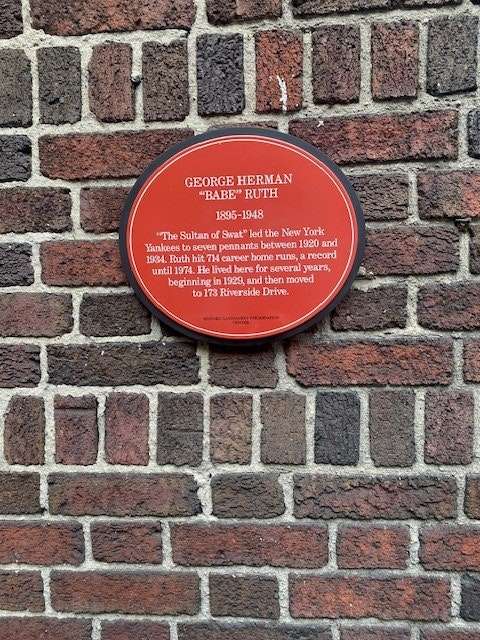 GEORGE HERMAN
"BABE" RUTH
1895-1948
"The Sultan of Swat" led the New York
Yankees to seven pennants between 1920 and
1934. Ruth hit 714 career home runs, a record
until 1974. He lived here for several years,
beginning in 1929, and then moved
to 173 Riverside Drive.
HISTORIC LANDMARKS PRESERVATION
CENTER